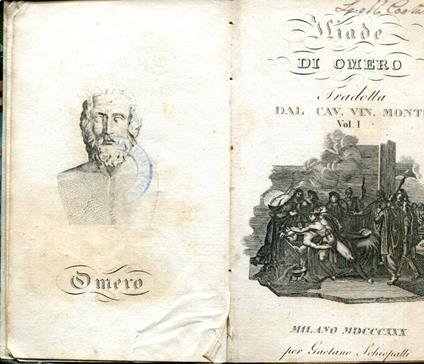 Omero
Iliade
DI OMERO
Tradotta
DAL CAV. VIN. MONTI
Vol. I
MILANO MDCCCXXX
per Gaetano Schiepatti